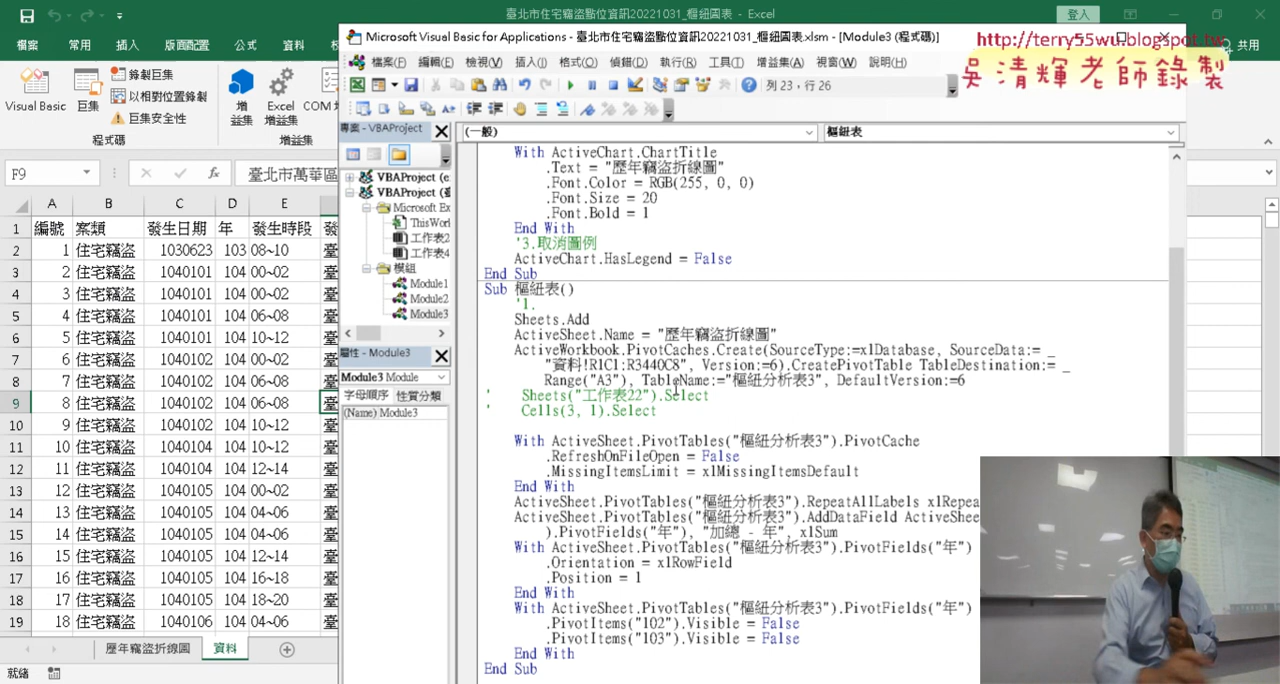 臺北市住宅竊盜點位資訊20221031_樞紐圖表 - Excel
登入
檔案 常用 插入 版面配置 公式 資料
共用
Visual Basic
巨集
錄製巨集
以相對位置錄製
巨集安全性
程式碼
增益集
Excel 增益集
COM
增益集
F9
臺北市萬華區
A B C D E
1 編號 案類 發生日期 年 發生時段
2 1 住宅竊盜 1030623 103 08~10 臺
3 2 住宅竊盜 1040101 104 00~02 臺
4 3 住宅竊盜 1040101 104 00~02 臺
5 4 住宅竊盜 1040101 104 06~08 臺
6 5 住宅竊盜 1040101 104 10~12 臺
7 6 住宅竊盜 1040102 104 00~02 臺
8 7 住宅竊盜 1040102 104 06~08 臺
9 8 住宅竊盜 1040102 104 06~08 臺
10 9 住宅竊盜 1040102 104 10~12 臺
11 10 住宅竊盜 1040104 104 10~12 臺
12 11 住宅竊盜 1040104 104 12~14 臺
13 12 住宅竊盜 1040105 104 00~02 臺
14 13 住宅竊盜 1040105 104 04~06 臺
15 14 住宅竊盜 1040105 104 04~06 臺
16 15 住宅竊盜 1040105 104 12~14 臺
17 16 住宅竊盜 1040105 104 16~18 臺
18 17 住宅竊盜 1040105 104 18~20 臺
19 18 住宅竊盜 1040106 104 04~06 臺
歷年竊盜折線圖 資料
就緒
Microsoft Visual Basic for Applications - 臺北市住宅竊盜點位資訊20221031_樞紐圖表.xlsm - [Module3 (程式碼)]
http://terry55wu.blogspot.tw
吳清輝老師錄製
檔案(F) 編輯(E) 檢視(V) 插入(I) 格式(O) 偵錯(D) 執行(R) 工具(T) 增益集(A) 視窗(W) 說明(H)
列 23，行 26
專案 - VBAProject
VBAProject (e
VBAProject (臺
Microsoft Ex
ThisWor
工作表2
工作表4
模組
Module1
Module2
Module3
屬性 - Module3
Module3 Module
字母順序 性質分類
(Name) Module3
(一般) 樞紐表
With ActiveChart.ChartTitle
.Text = "歷年竊盜折線圖"
.Font.Color = RGB(255, 0, 0)
.Font.Size = 20
.Font.Bold = 1
End With
'3.取消圖例
ActiveChart.HasLegend = False
End Sub
Sub 樞紐表()
'1.
Sheets.Add
ActiveSheet.Name = "歷年竊盜折線圖"
ActiveWorkbook.PivotCaches.Create(SourceType:=xlDatabase, SourceData:= _
"資料!R1C1:R3440C8", Version:=6).CreatePivotTable TableDestination:= _
Range("A3"), TableName:="樞紐分析表3", DefaultVersion:=6
' Sheets("工作表22").Select
' Cells(3, 1).Select
With ActiveSheet.PivotTables("樞紐分析表3").PivotCache
.RefreshOnFileOpen = False
.MissingItemsLimit = xlMissingItemsDefault
End With
ActiveSheet.PivotTables("樞紐分析表3").RepeatAllLabels xlRepea
ActiveSheet.PivotTables("樞紐分析表3").AddDataField ActiveShe
).PivotFields("年"), "加總 - 年", xlSum
With ActiveSheet.PivotTables("樞紐分析表3").PivotFields("年")
.Orientation = xlRowField
.Position = 1
End With
With ActiveSheet.PivotTables("樞紐分析表3").PivotFields("年")
.PivotItems("102").Visible = False
.PivotItems("103").Visible = False
End With
End Sub